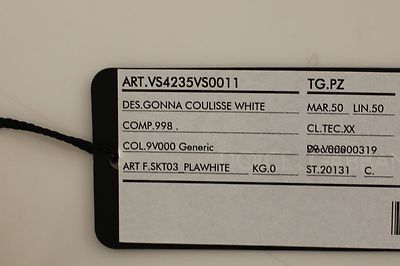 ART.VS4235VS0011 TG.PZ
DES.GONNA COULISSE WHITE MAR.50 LIN.50
COMP.998 . CL.TEC.XX
COL.9V000 Generic
ART F.SKT03 PLAWHITE KG.0 ST.20131 C.